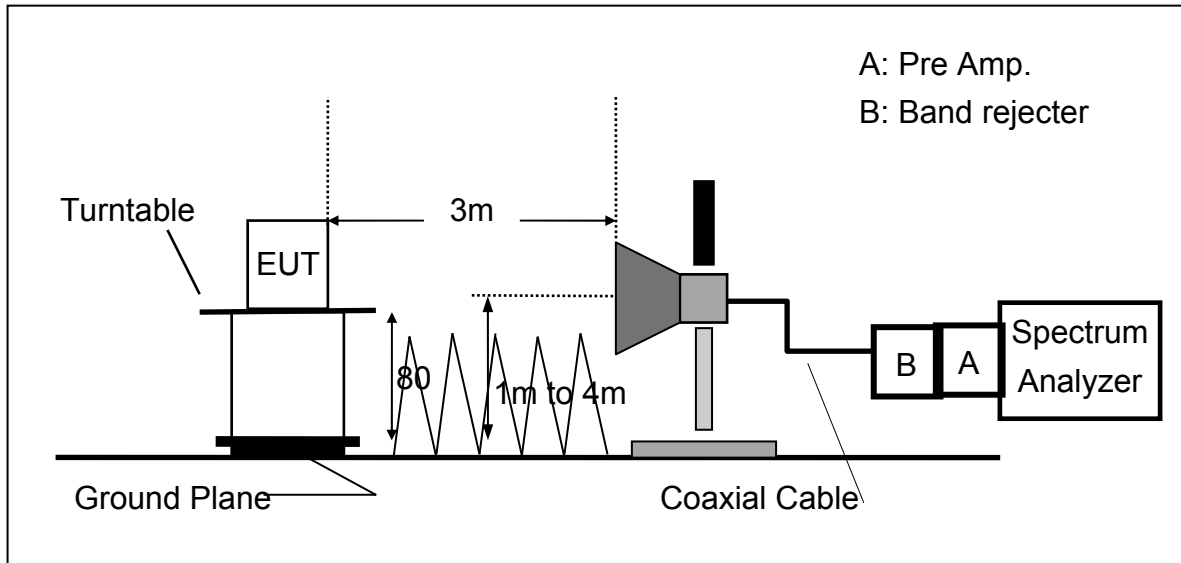 A: Pre Amp.
B: Band rejecter
Turntable
3m
EUT
80
1m to 4m
B
A
Spectrum
Analyzer
Ground Plane
Coaxial Cable